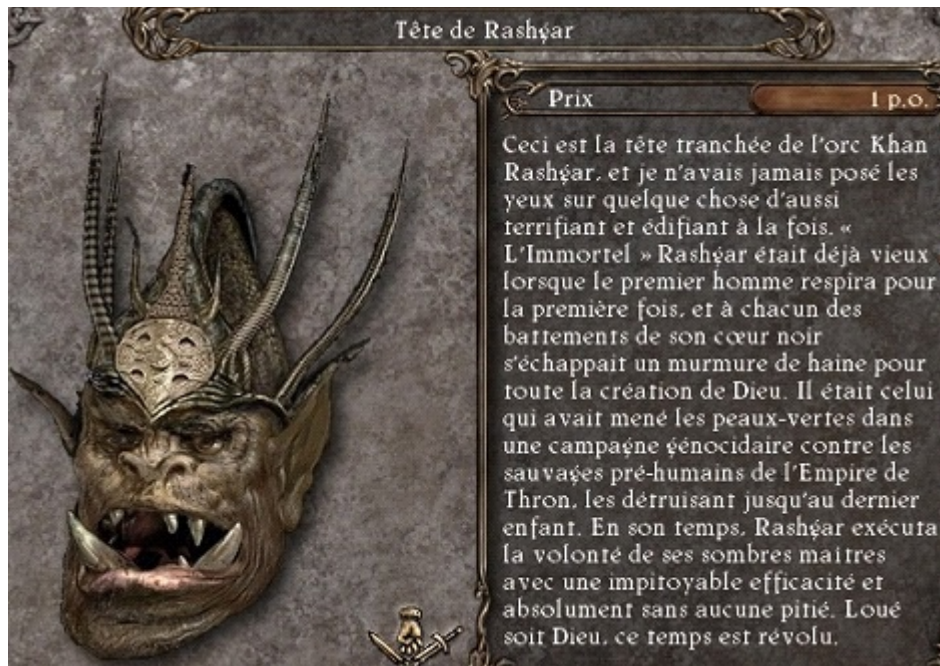 Tête de Rashgar
Prix
1 p.o.
Ceci est la tête tranchée de l'orc Khan
Rashgar, et je n'avais jamais posé les
yeux sur quelque chose d'aussi
terrifiant et édifiant à la fois. «
L'Immortel » Rashgar était déjà vieux
lorsque le premier homme respira pour
la première fois, et à chacun des
battements de son cœur noir
s'échappait un murmure de haine pour
toute la création de Dieu. Il était celui
qui avait mené les peaux-vertes dans
une campagne génocidaire contre les
sauvages pré-humains de l'Empire de
Thron, les détruisant jusqu'au dernier
enfant. En son temps, Rashgar exécuta
la volonté de ses sombres maîtres
avec une impitoyable efficacité et
absolument sans aucune pitié. Loué
soit Dieu, ce temps est révolu.